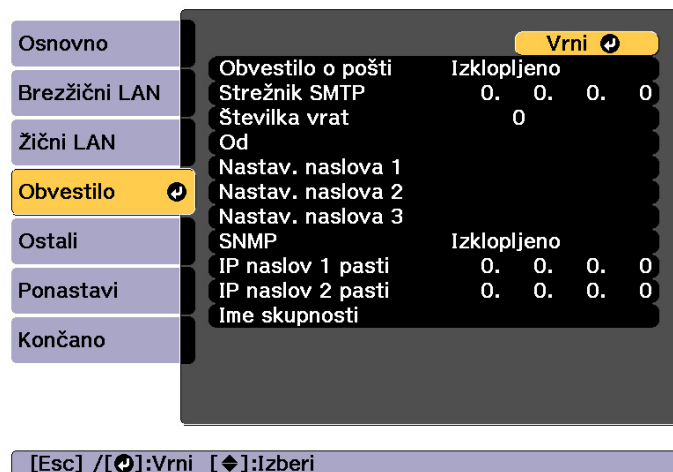 Osnovno
Brezžični LAN
Žični LAN
Obvestilo
Ostali
Ponastavi
Končano
Vrni
Obvestilo o pošti Izklopljeno
Strežnik SMTP 0. 0. 0. 0
Številka vrat 0
Od
Nastav. naslova 1
Nastav. naslova 2
Nastav. naslova 3
SNMP Izklopljeno
IP naslov 1 pasti 0. 0. 0. 0
IP naslov 2 pasti 0. 0. 0. 0
Ime skupnosti
[Esc] /[⏎]:Vrni [◆]:Izberi